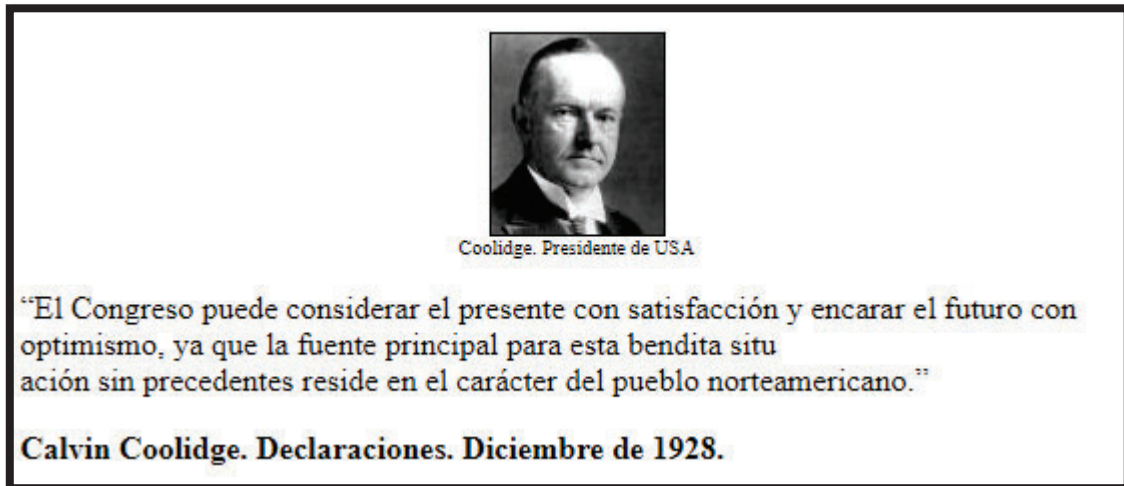 Coolidge. Presidente de USA
“El Congreso puede considerar el presente con satisfacción y encarar el futuro con
optimismo, ya que la fuente principal para esta bendita situ
ación sin precedentes reside en el carácter del pueblo norteamericano.”
Calvin Coolidge. Declaraciones. Diciembre de 1928.